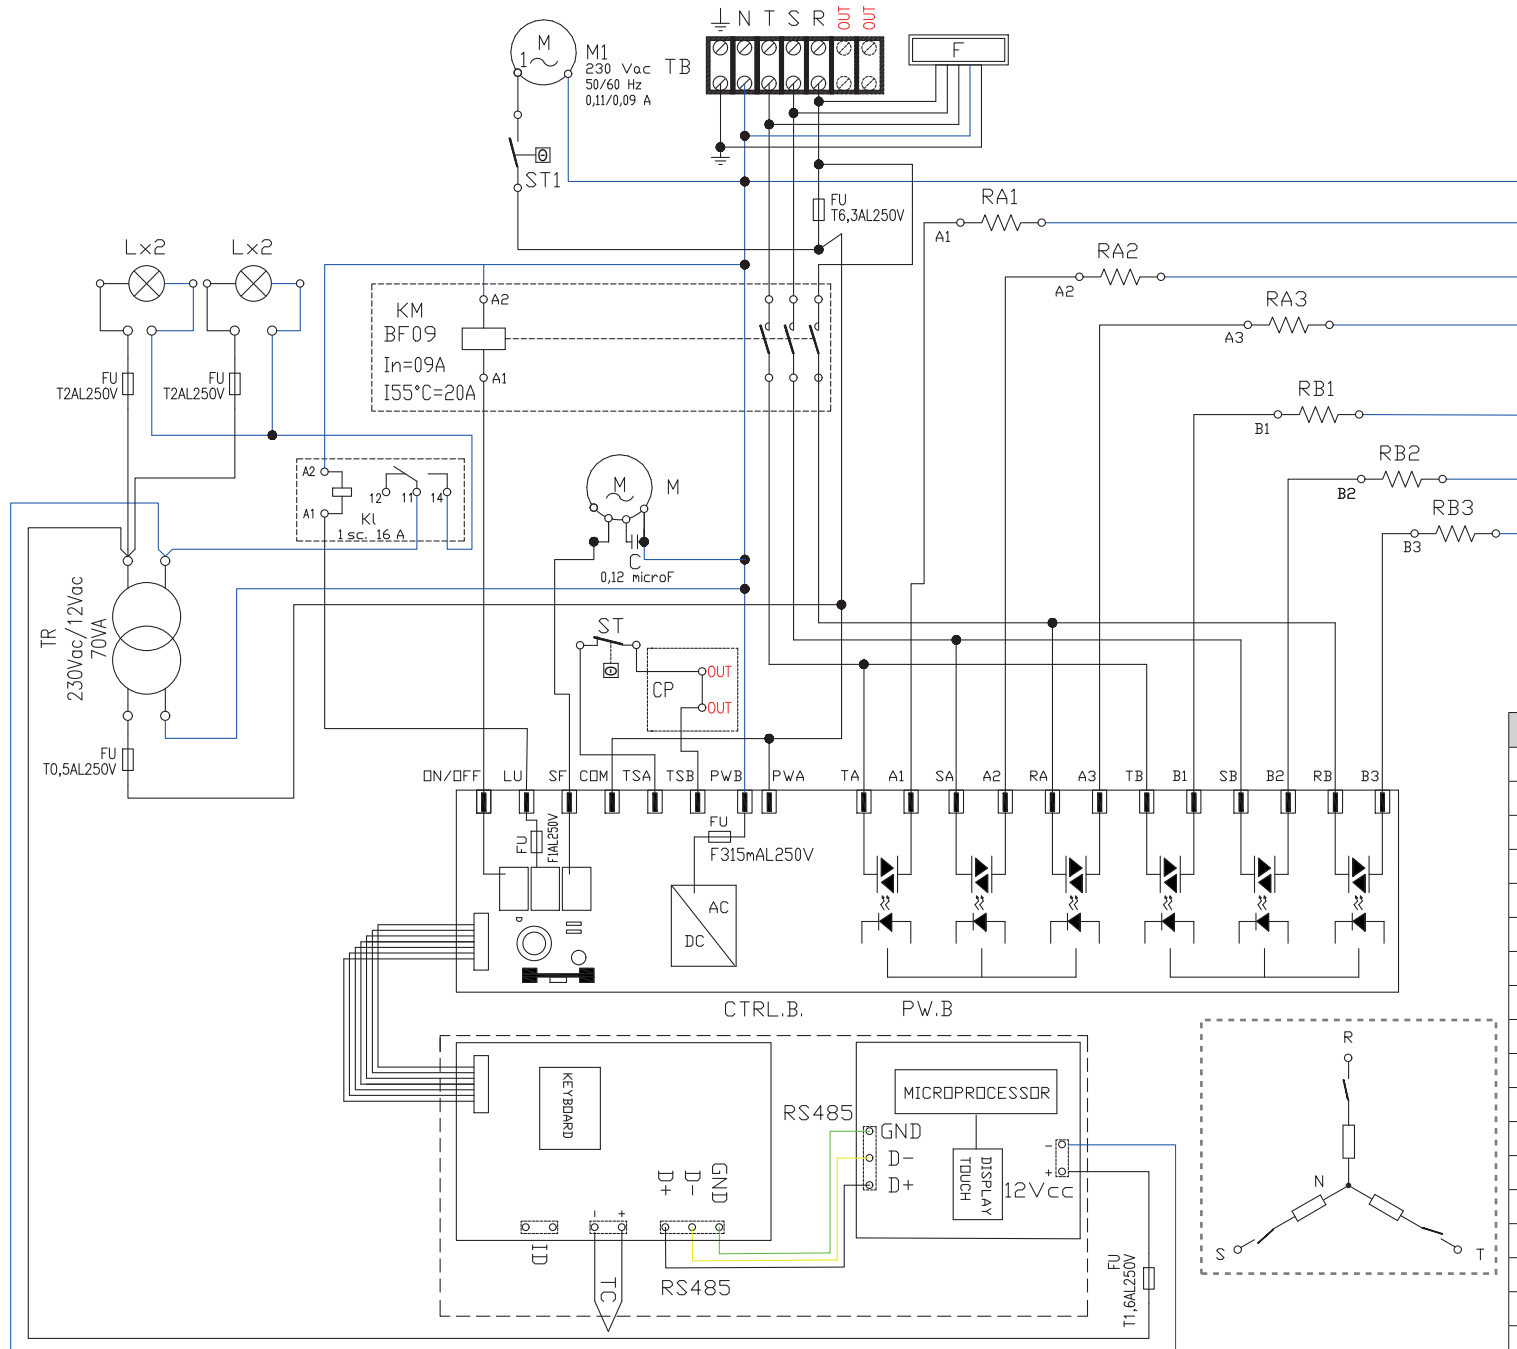 N T S R OUT OUT
F
M
1
M1
230 Vac
50/60 Hz
0,11/0,09 A
TB
ST1
FU
T6,3AL250V
RA1
A1
RA2
A2
RA3
A3
RB1
B1
RB2
B2
RB3
B3
Lx2
Lx2
FU
T2AL250V
FU
T2AL250V
KM
BF09
In=09A
I55°C=20A
A2
A1
A2
A1
12 11 14
KL
1 sc. 16 A
M
M
C
0,12 microF
TR
230Vac/12Vac
70VA
ST
CP
OUT
OUT
FU
T0,5AL250V
ON/OFF LU SF COM TSA TSB PWB PWA TA A1 SA A2 RA A3 TB B1 SB B2 RB B3
FU
F1AL250V
FU
F315mAL250V
AC
DC
D
CTRL.B.
PW.B
KEYBOARD
MICROPROCESSOR
DISPLAY
TOUCH
RS485
GND
D-
D+
-
+
12Vcc
D+
D-
GND
ID
-
+
TC
RS485
FU
T1,6AL250V
R
N
S
T